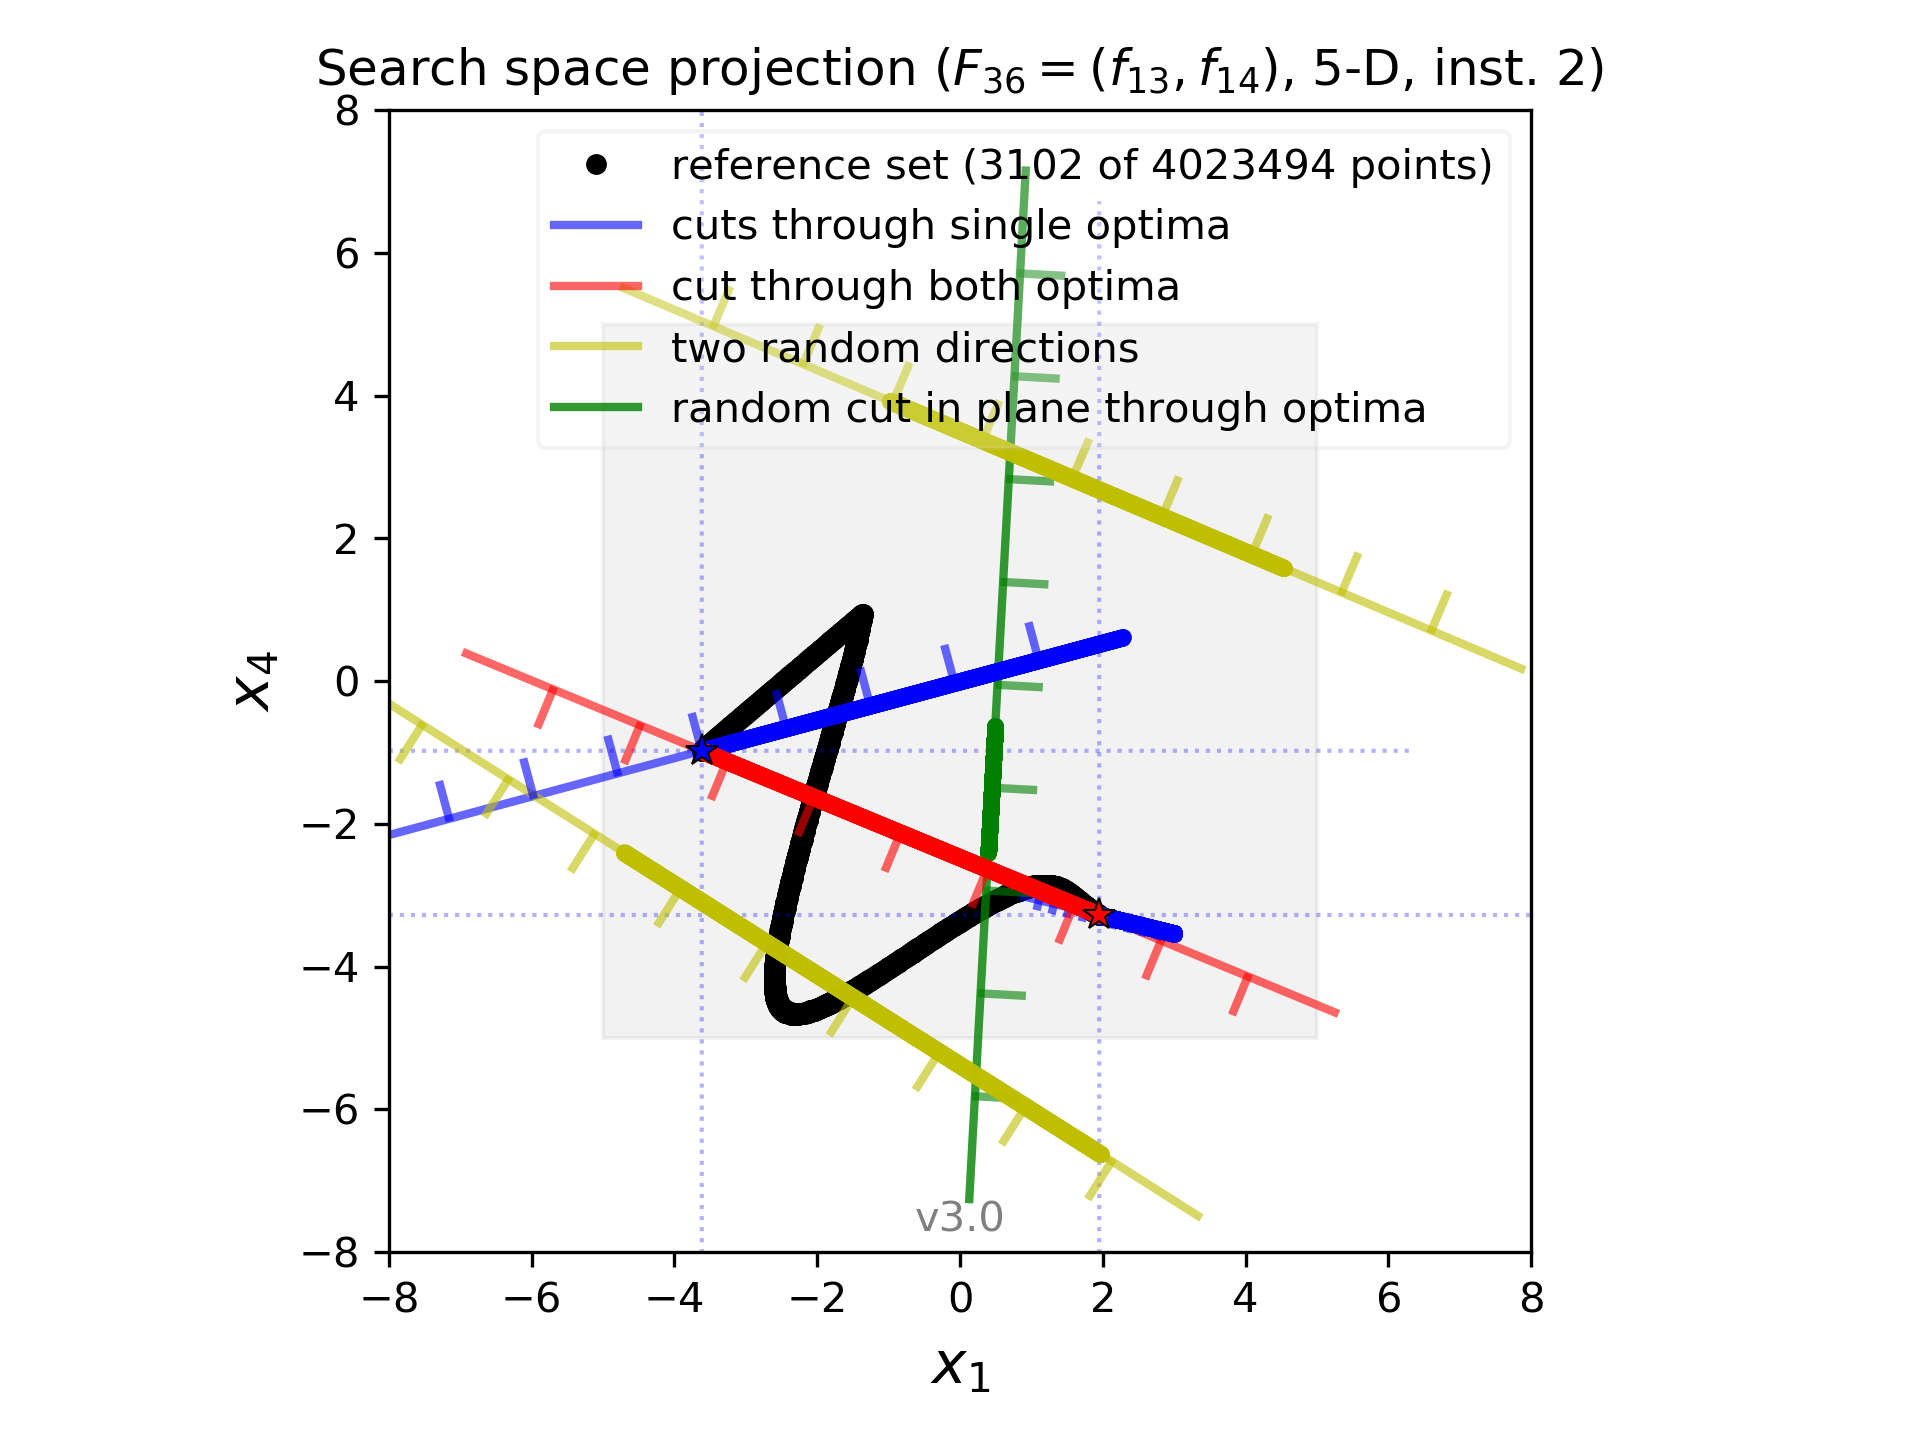 Search space projection (F36 = (f13, f14), 5-D, inst. 2)
8
reference set (3102 of 4023494 points)
cuts through single optima
6
cut through both optima
two random directions
4
random cut in plane through optima
2
0
x4
−2
−4
−6
v3.0
−8
−8 −6 −4 −2 0 2 4 6 8
x1